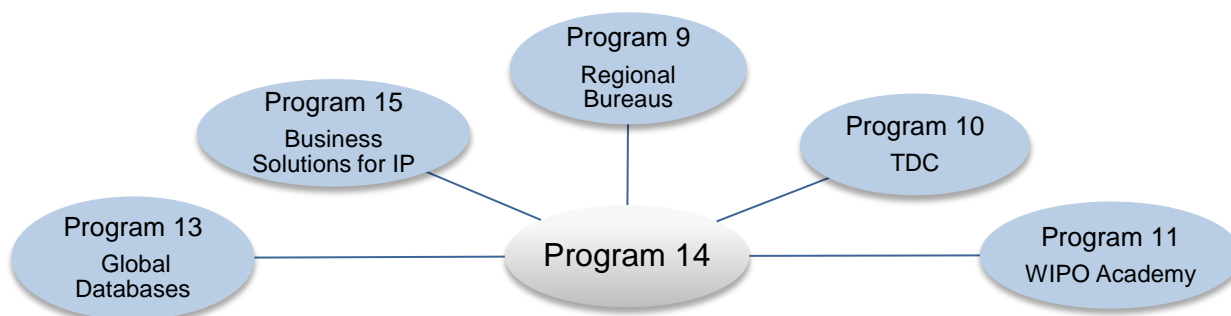 Program 9
Regional
Bureaus
Program 15
Business
Solutions for IP
Program 10
TDC
Program 13
Global
Databases
Program 14
Program 11
WIPO Academy